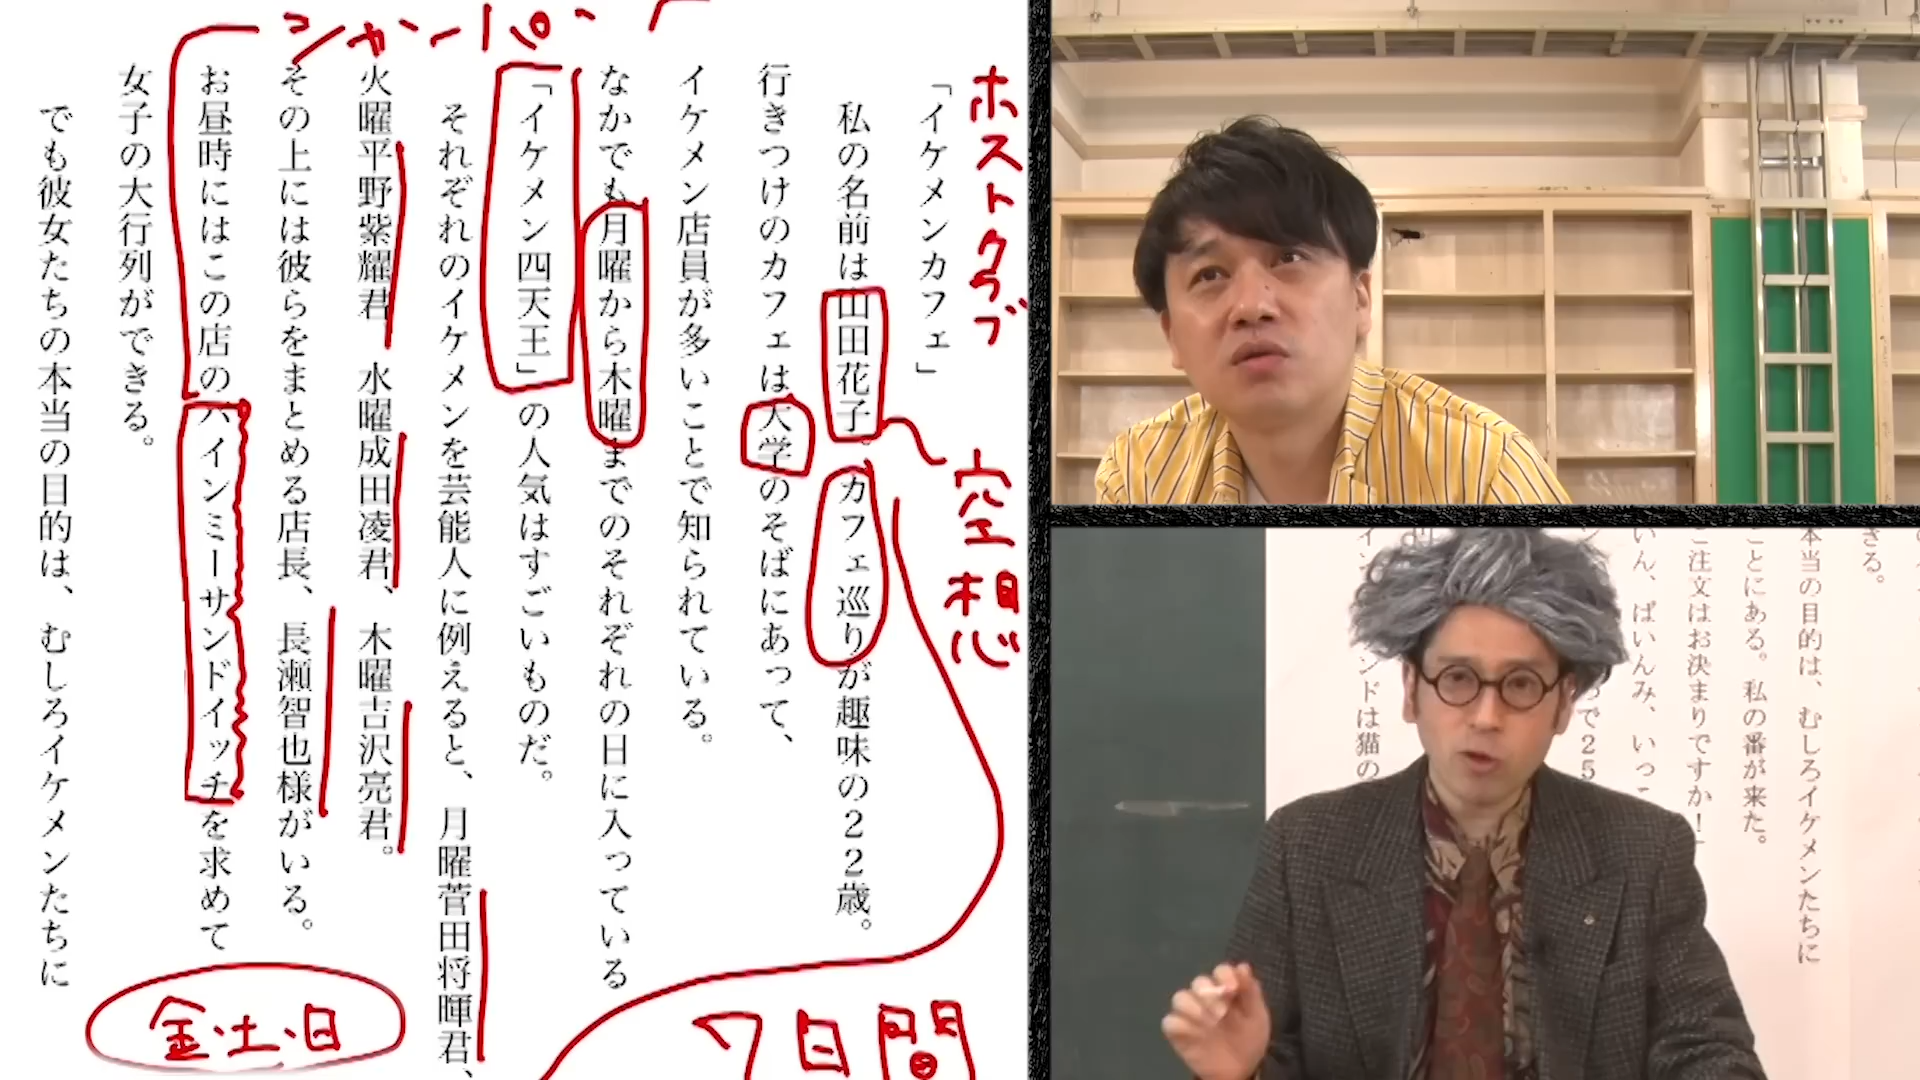 ホストクラブ
空想
「イケメンカフェ」
私の名前は田田花子。カフェ巡りが趣味の22歳。
行きつけのカフェは大学のそばにあって、
イケメン店員が多いことで知られている。
なかでも月曜から木曜までのそれぞれの日に入っている
「イケメン四天王」の人気はすごいものだ。
それぞれのイケメンを芸能人に例えると、月曜菅田将暉君、
火曜平野紫耀君、水曜成田凌君、木曜吉沢亮君。
その上には彼らをまとめる店長、長瀬智也様がいる。
お昼時にはこの店のバインミーサンドイッチを求めて
女子の大行列ができる。
でも彼女たちの本当の目的は、むしろイケメンたちに
シャンパン
金・土・日
7日間
きる。
本当の目的は、むしろイケメンたちに
ことにある。私の番が来た。
ご注文はお決まりですか!」
いん、ばいんみ、いっこ
で25
ンドは猫の